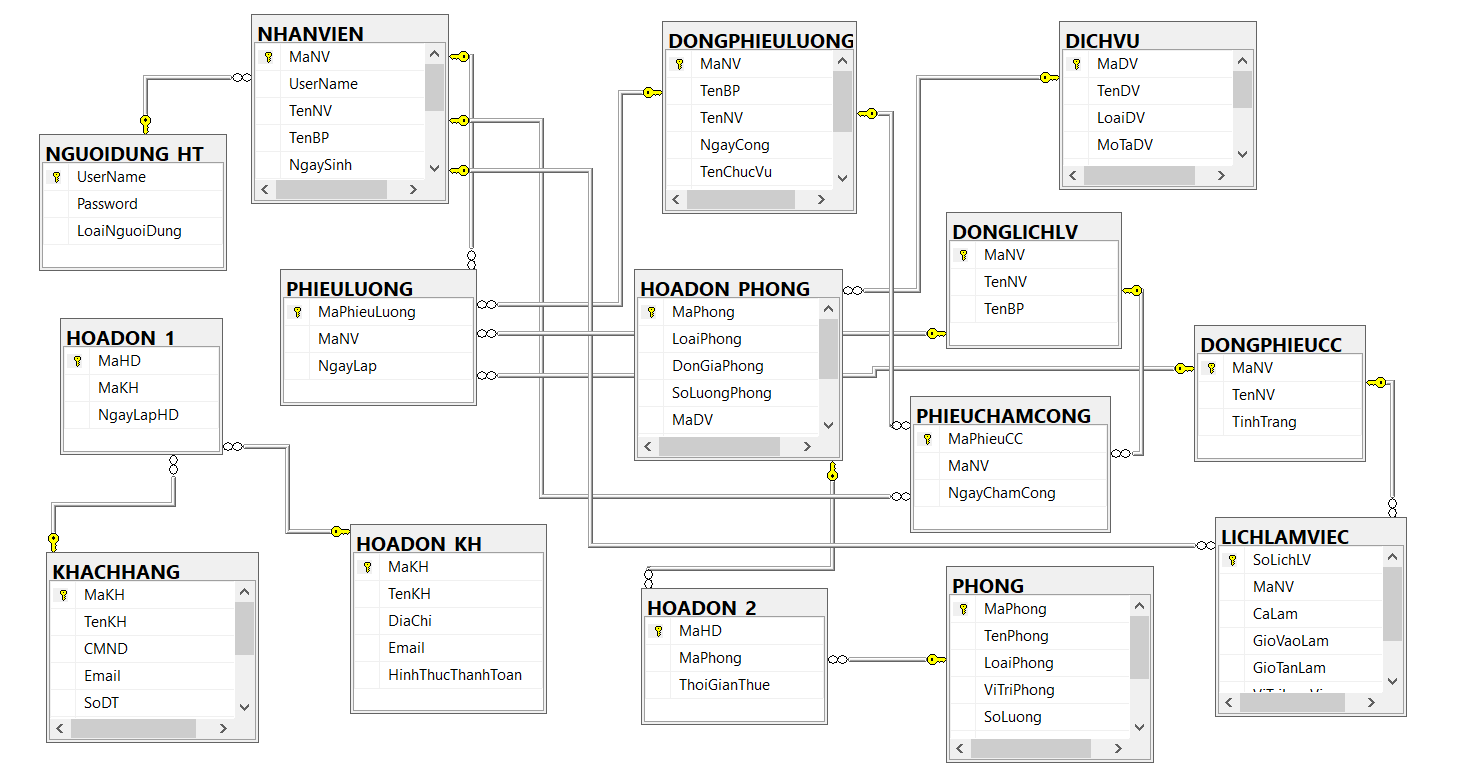 NHANVIEN
MaNV
UserName
TenNV
TenBP
NgaySinh
DONGPHIEULUONG
MaNV
TenBP
TenNV
NgayCong
TenChucVu
DICHVU
MaDV
TenDV
LoaiDV
MoTaDV
NGUOIDUNG_HT
UserName
Password
LoaiNguoiDung
DONGLICHLV
MaNV
TenNV
TenBP
PHIEULUONG
MaPhieuLuong
MaNV
NgayLap
HOADON_PHONG
MaPhong
LoaiPhong
DonGiaPhong
SoLuongPhong
MaDV
HOADON_1
MaHD
MaKH
NgayLapHD
DONGPHIEUCC
MaNV
TenNV
TinhTrang
PHIEUCHAMCONG
MaPhieuCC
MaNV
NgayChamCong
KHACHHANG
MaKH
TenKH
CMND
Email
SoDT
HOADON_KH
MaKH
TenKH
DiaChi
Email
HinhThucThanhToan
HOADON_2
MaHD
MaPhong
ThoiGianThue
PHONG
MaPhong
TenPhong
LoaiPhong
ViTriPhong
SoLuong
LICHLAMVIEC
SoLichLV
MaNV
CaLam
GioVaoLam
GioTanLam